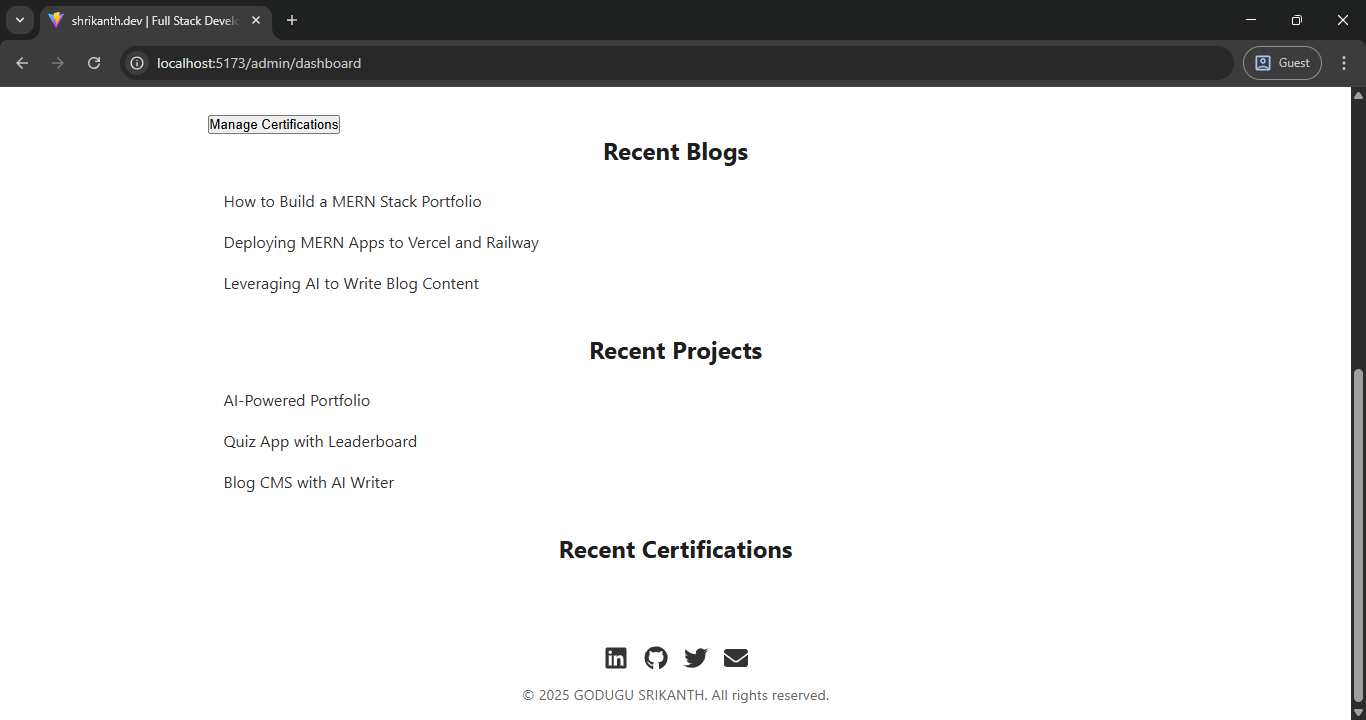 shrikanth.dev | Full Stack Develo
localhost:5173/admin/dashboard
Guest
Manage Certifications
Recent Blogs
How to Build a MERN Stack Portfolio
Deploying MERN Apps to Vercel and Railway
Leveraging AI to Write Blog Content
Recent Projects
AI-Powered Portfolio
Quiz App with Leaderboard
Blog CMS with AI Writer
Recent Certifications
in
© 2025 GODUGU SRIKANTH. All rights reserved.